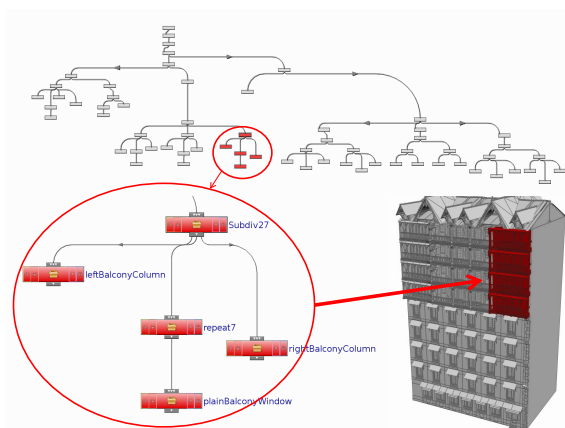 Subdiv27
leftBalconyColumn
repeat7
rightBalconyColumn
plainBalconyWindow